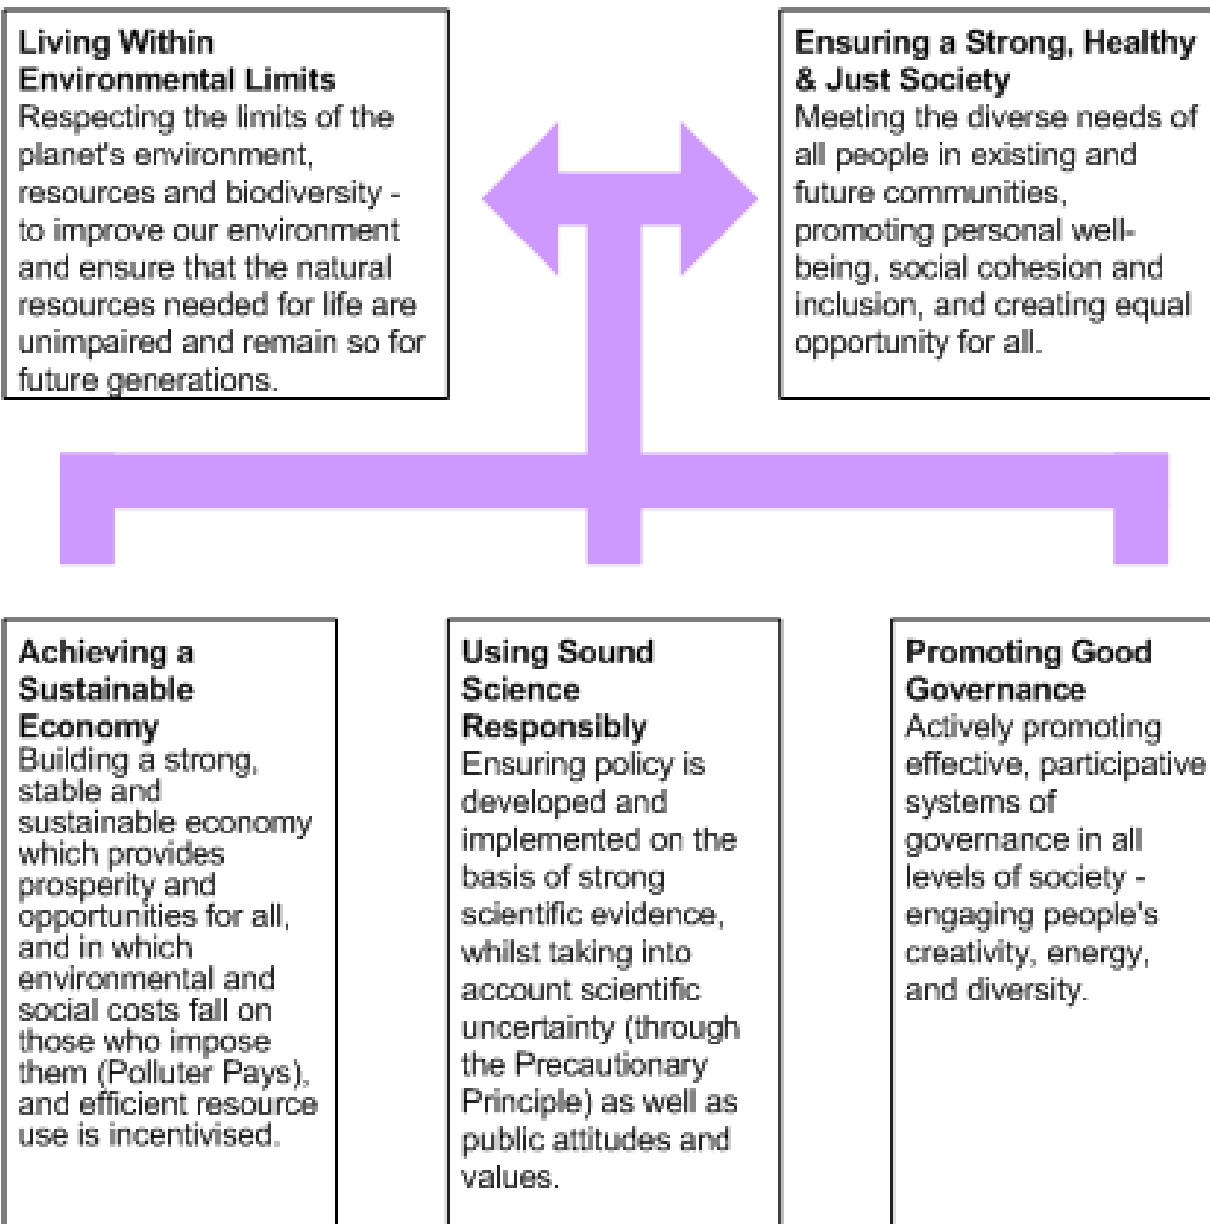 Living Within
Environmental Limits
Respecting the limits of the
planet's environment,
resources and biodiversity -
to improve our environment
and ensure that the natural
resources needed for life are
unimpaired and remain so for
future generations.
Ensuring a Strong, Healthy
& Just Society
Meeting the diverse needs of
all people in existing and
future communities,
promoting personal well-
being, social cohesion and
inclusion, and creating equal
opportunity for all.
Achieving a
Sustainable
Economy
Building a strong,
stable and
sustainable economy
which provides
prosperity and
opportunities for all,
and in which
environmental and
social costs fall on
those who impose
them (Polluter Pays),
and efficient resource
use is incentivised.
Using Sound
Science
Responsibly
Ensuring policy is
developed and
implemented on the
basis of strong
scientific evidence,
whilst taking into
account scientific
uncertainty (through
the Precautionary
Principle) as well as
public attitudes and
values.
Promoting Good
Governance
Actively promoting
effective, participative
systems of
governance in all
levels of society -
engaging people's
creativity, energy,
and diversity.